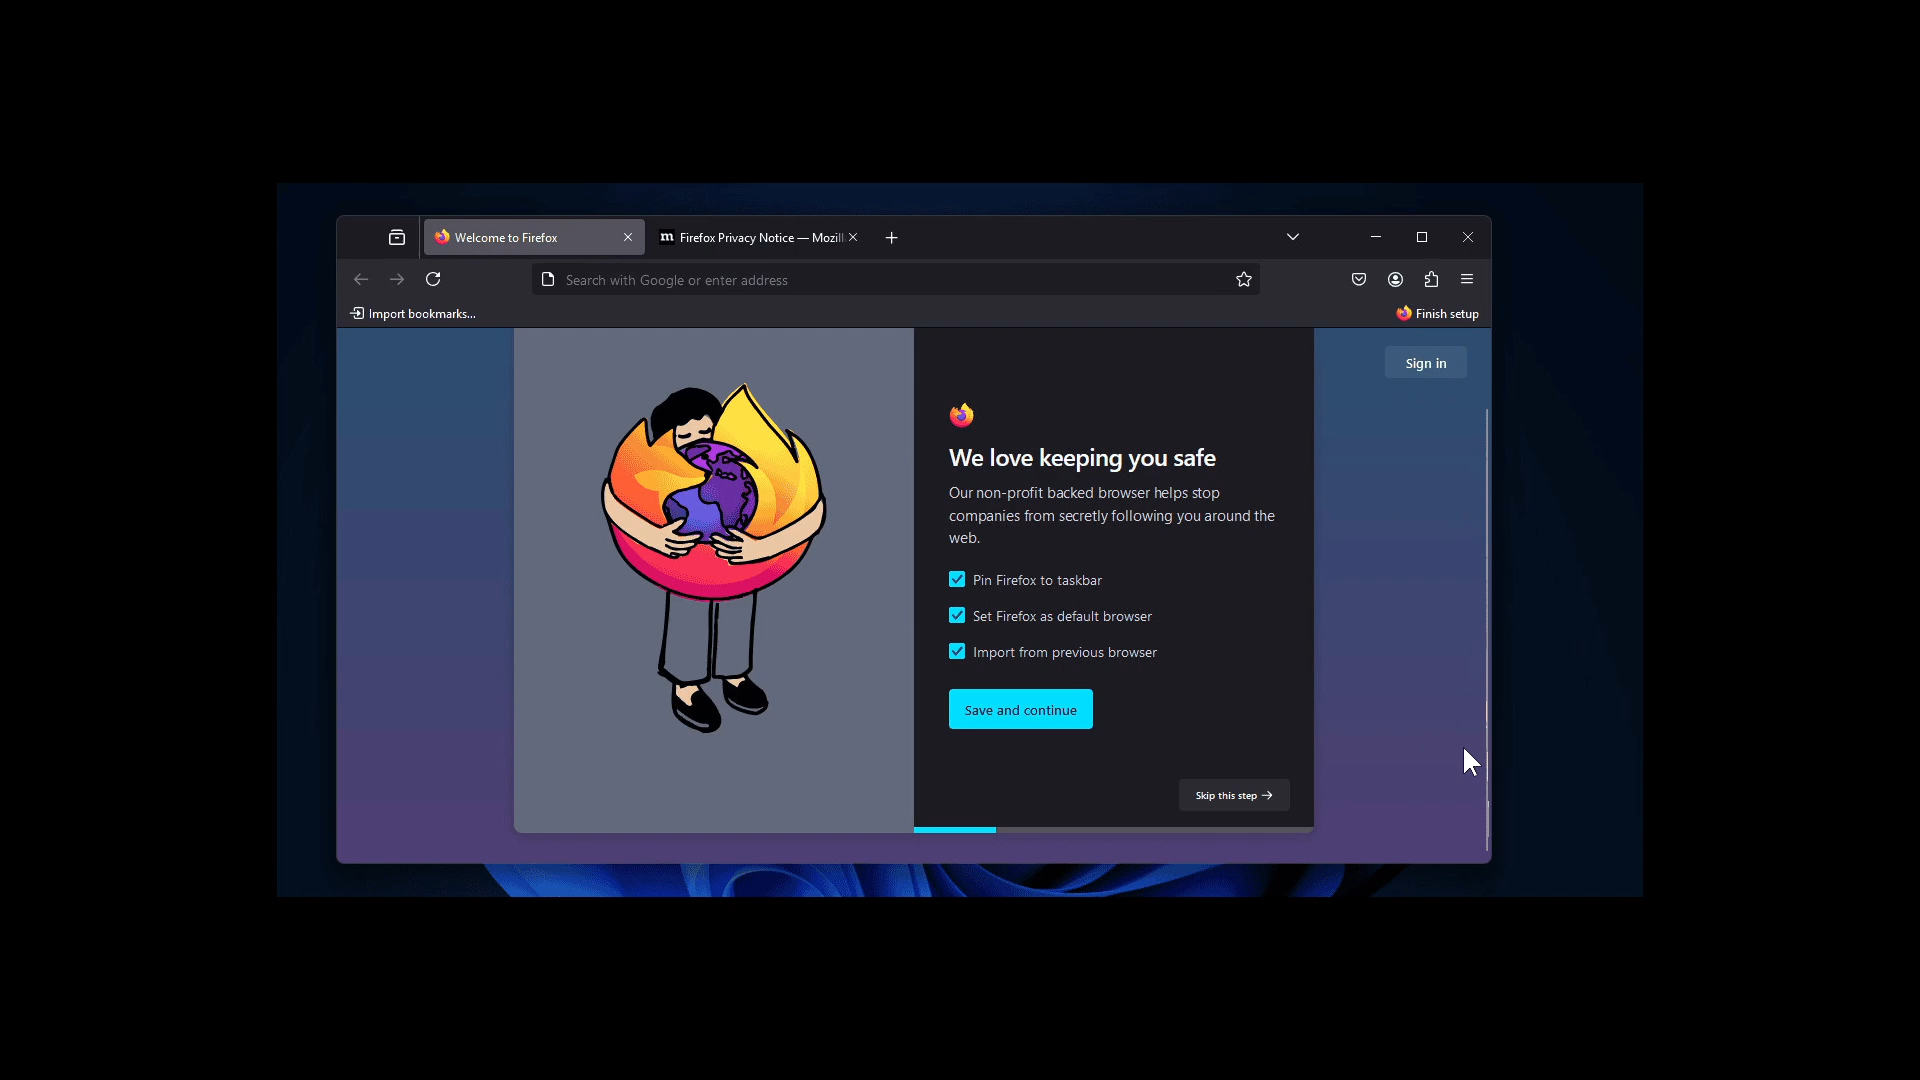 Welcome to Firefox
m Firefox Privacy Notice — Mozill
Search with Google or enter address
Import bookmarks...
Finish setup
Sign in
We love keeping you safe
Our non-profit backed browser helps stop
companies from secretly following you around the
web.
Pin Firefox to taskbar
Set Firefox as default browser
Import from previous browser
Save and continue
Skip this step